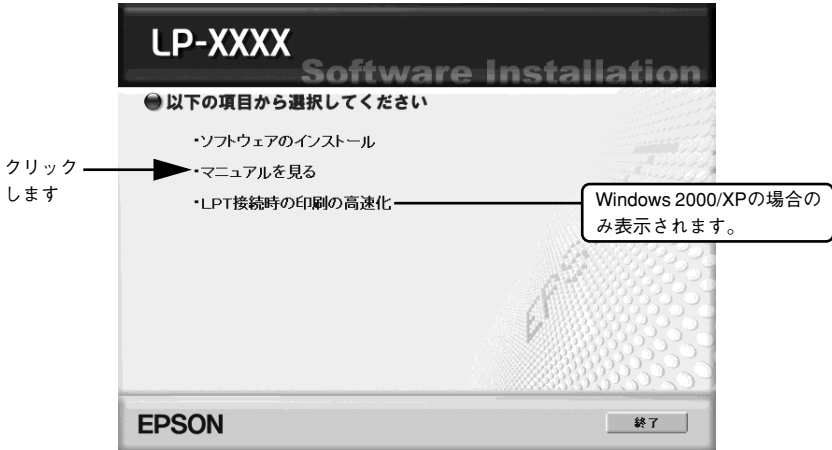 LP-XXXX
Software Installation
以下の項目から選択してください
・ソフトウェアのインストール
クリック
します
・マニュアルを見る
・LPT接続時の印刷の高速化
Windows 2000/XPの場合の
み表示されます。
EPS
EPSON
終了